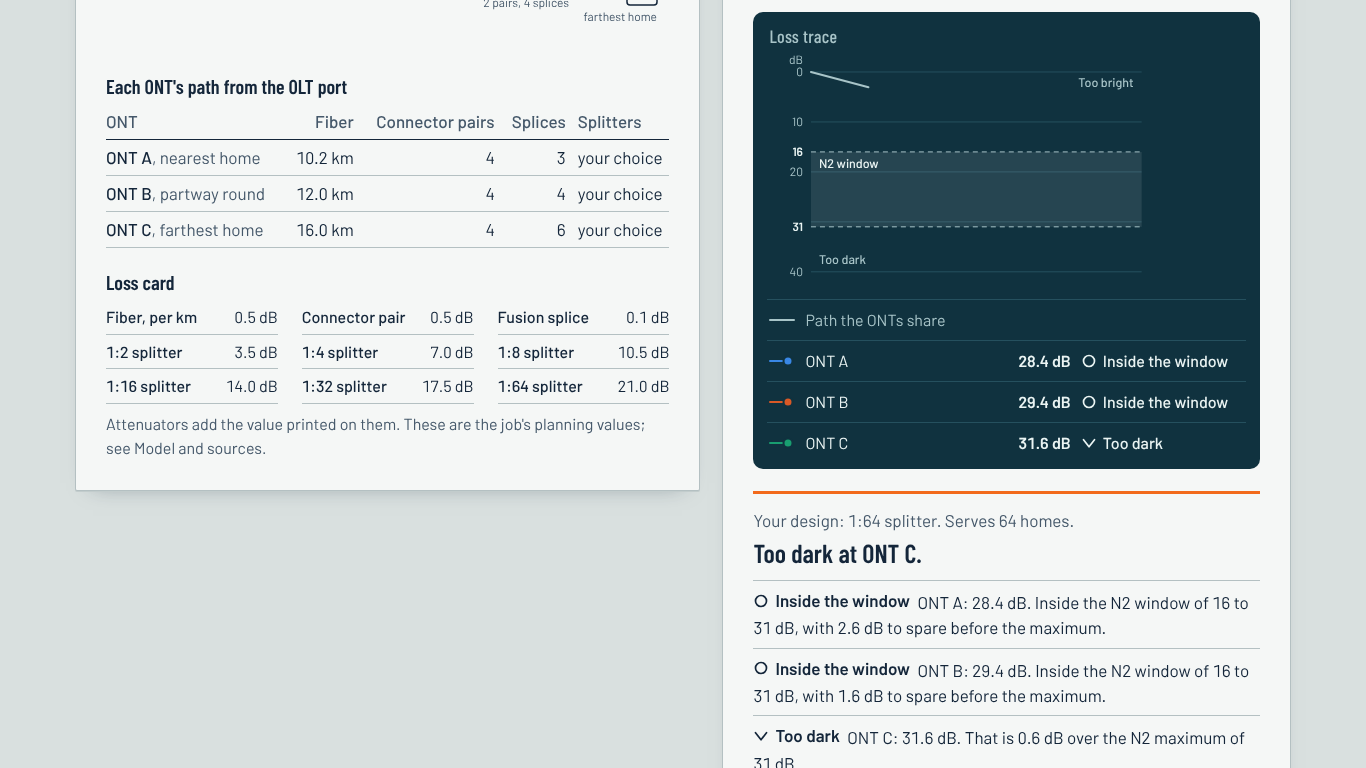 2 pairs, 4 splices
farthest home
Each ONT's path from the OLT port
ONT Fiber Connector pairs Splices Splitters
ONT A, nearest home 10.2 km 4 3 your choice
ONT B, partway round 12.0 km 4 4 your choice
ONT C, farthest home 16.0 km 4 6 your choice
Loss card
Fiber, per km 0.5 dB Connector pair 0.5 dB Fusion splice 0.1 dB
1:2 splitter 3.5 dB 1:4 splitter 7.0 dB 1:8 splitter 10.5 dB
1:16 splitter 14.0 dB 1:32 splitter 17.5 dB 1:64 splitter 21.0 dB
Attenuators add the value printed on them. These are the job's planning values;
see Model and sources.
Loss trace
dB
0
Too bright
10
16
N2 window
20
31
Too dark
40
Path the ONTs share
ONT A 28.4 dB Inside the window
ONT B 29.4 dB Inside the window
ONT C 31.6 dB Too dark
Your design: 1:64 splitter. Serves 64 homes.
Too dark at ONT C.
Inside the window ONT A: 28.4 dB. Inside the N2 window of 16 to
31 dB, with 2.6 dB to spare before the maximum.
Inside the window ONT B: 29.4 dB. Inside the N2 window of 16 to
31 dB, with 1.6 dB to spare before the maximum.
Too dark ONT C: 31.6 dB. That is 0.6 dB over the N2 maximum of
31 dB